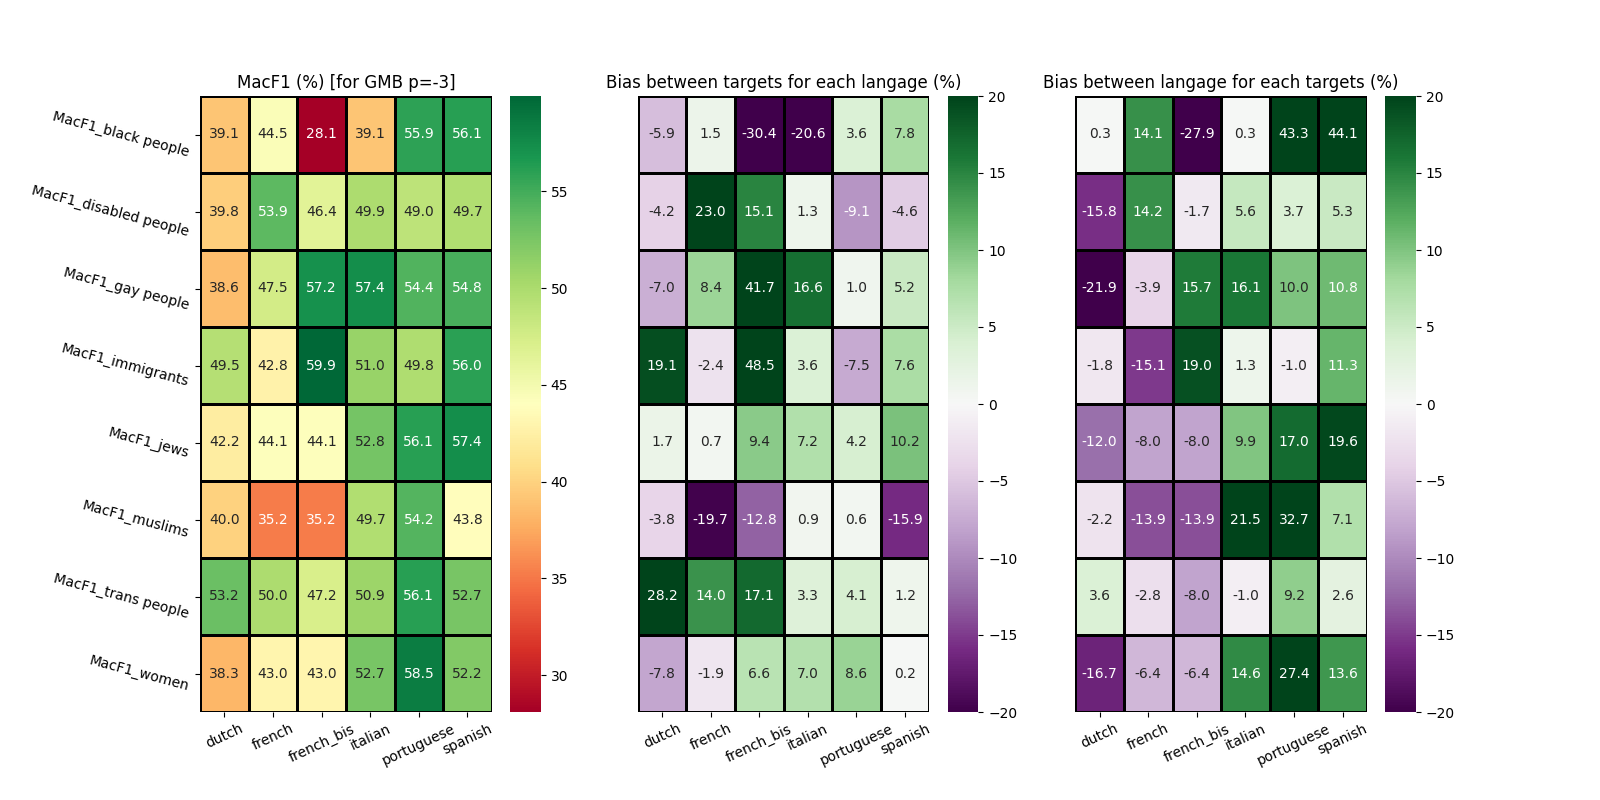 MacF1 (%) [for GMB p=-3]
Bias between targets for each langage (%)
Bias between langage for each targets (%)
MacF1_black people
39.1 44.5 28.1 39.1 55.9 56.1
-5.9 1.5 -30.4 -20.6 3.6 7.8
0.3 14.1 -27.9 0.3 43.3 44.1
MacF1_disabled people
39.8 53.9 46.4 49.9 49.0 49.7
-4.2 23.0 15.1 1.3 -9.1 -4.6
-15.8 14.2 -1.7 5.6 3.7 5.3
MacF1_gay people
38.6 47.5 57.2 57.4 54.4 54.8
-7.0 8.4 41.7 16.6 1.0 5.2
-21.9 -3.9 15.7 16.1 10.0 10.8
MacF1_immigrants
49.5 42.8 59.9 51.0 49.8 56.0
19.1 -2.4 48.5 3.6 -7.5 7.6
-1.8 -15.1 19.0 1.3 -1.0 11.3
MacF1_jews
42.2 44.1 44.1 52.8 56.1 57.4
1.7 0.7 9.4 7.2 4.2 10.2
-12.0 -8.0 -8.0 9.9 17.0 19.6
MacF1_muslims
40.0 35.2 35.2 49.7 54.2 43.8
-3.8 -19.7 -12.8 0.9 0.6 -15.9
-2.2 -13.9 -13.9 21.5 32.7 7.1
MacF1_trans people
53.2 50.0 47.2 50.9 56.1 52.7
28.2 14.0 17.1 3.3 4.1 1.2
3.6 -2.8 -8.0 -1.0 9.2 2.6
MacF1_women
38.3 43.0 43.0 52.7 58.5 52.2
-7.8 -1.9 6.6 7.0 8.6 0.2
-16.7 -6.4 -6.4 14.6 27.4 13.6
dutch french french_bis italian portuguese spanish
dutch french french_bis italian portuguese spanish
dutch french french_bis italian portuguese spanish
55
50
45
40
35
30
20
15
10
5
0
−5
−10
−15
−20
20
15
10
5
0
−5
−10
−15
−20